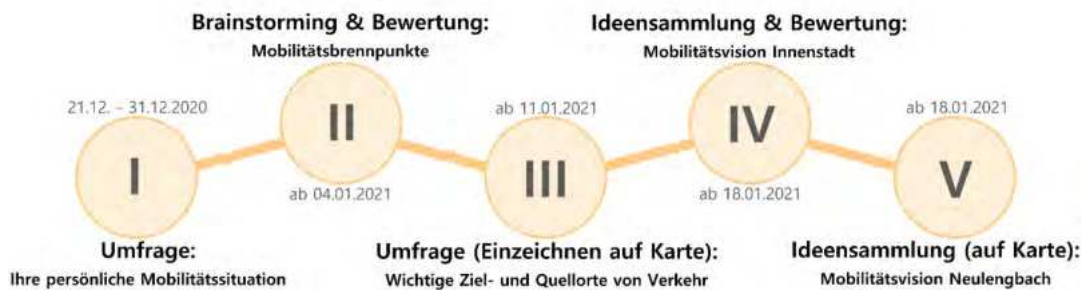 Brainstorming & Bewertung:
Mobilitätsbrennpunkte
Ideensammlung & Bewertung:
Mobilitätsvision Innenstadt
21.12. - 31.12.2020
I
II
ab 04.01.2021
ab 11.01.2021
III
IV
ab 18.01.2021
ab 18.01.2021
V
Umfrage:
Ihre persönliche Mobilitätssituation
Umfrage (Einzeichnen auf Karte):
Wichtige Ziel- und Quellorte von Verkehr
Ideensammlung (auf Karte):
Mobilitätsvision Neulengbach